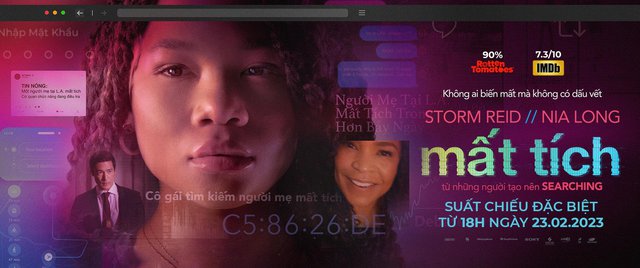 Nhập Mật Khẩu
TIN NÓNG:
Một người mẹ tại L.A. mất tích
Cơ quan chức năng đang điều tra
Người Mẹ Tại
Mất Tích Tron
Hơn Bảy Ngày
Cô gái tìm kiếm người mẹ mất tích
C5:86:26:DE
90%
Rotten
Tomatoes
7.3/10
IMDb
Không ai biến mất mà không có dấu vết
STORM REID // NIA LONG
mất tích
từ những người tạo nên SEARCHING
SUẤT CHIẾU ĐẶC BIỆT
TỪ 18H NGÀY 23.02.2023
SONY